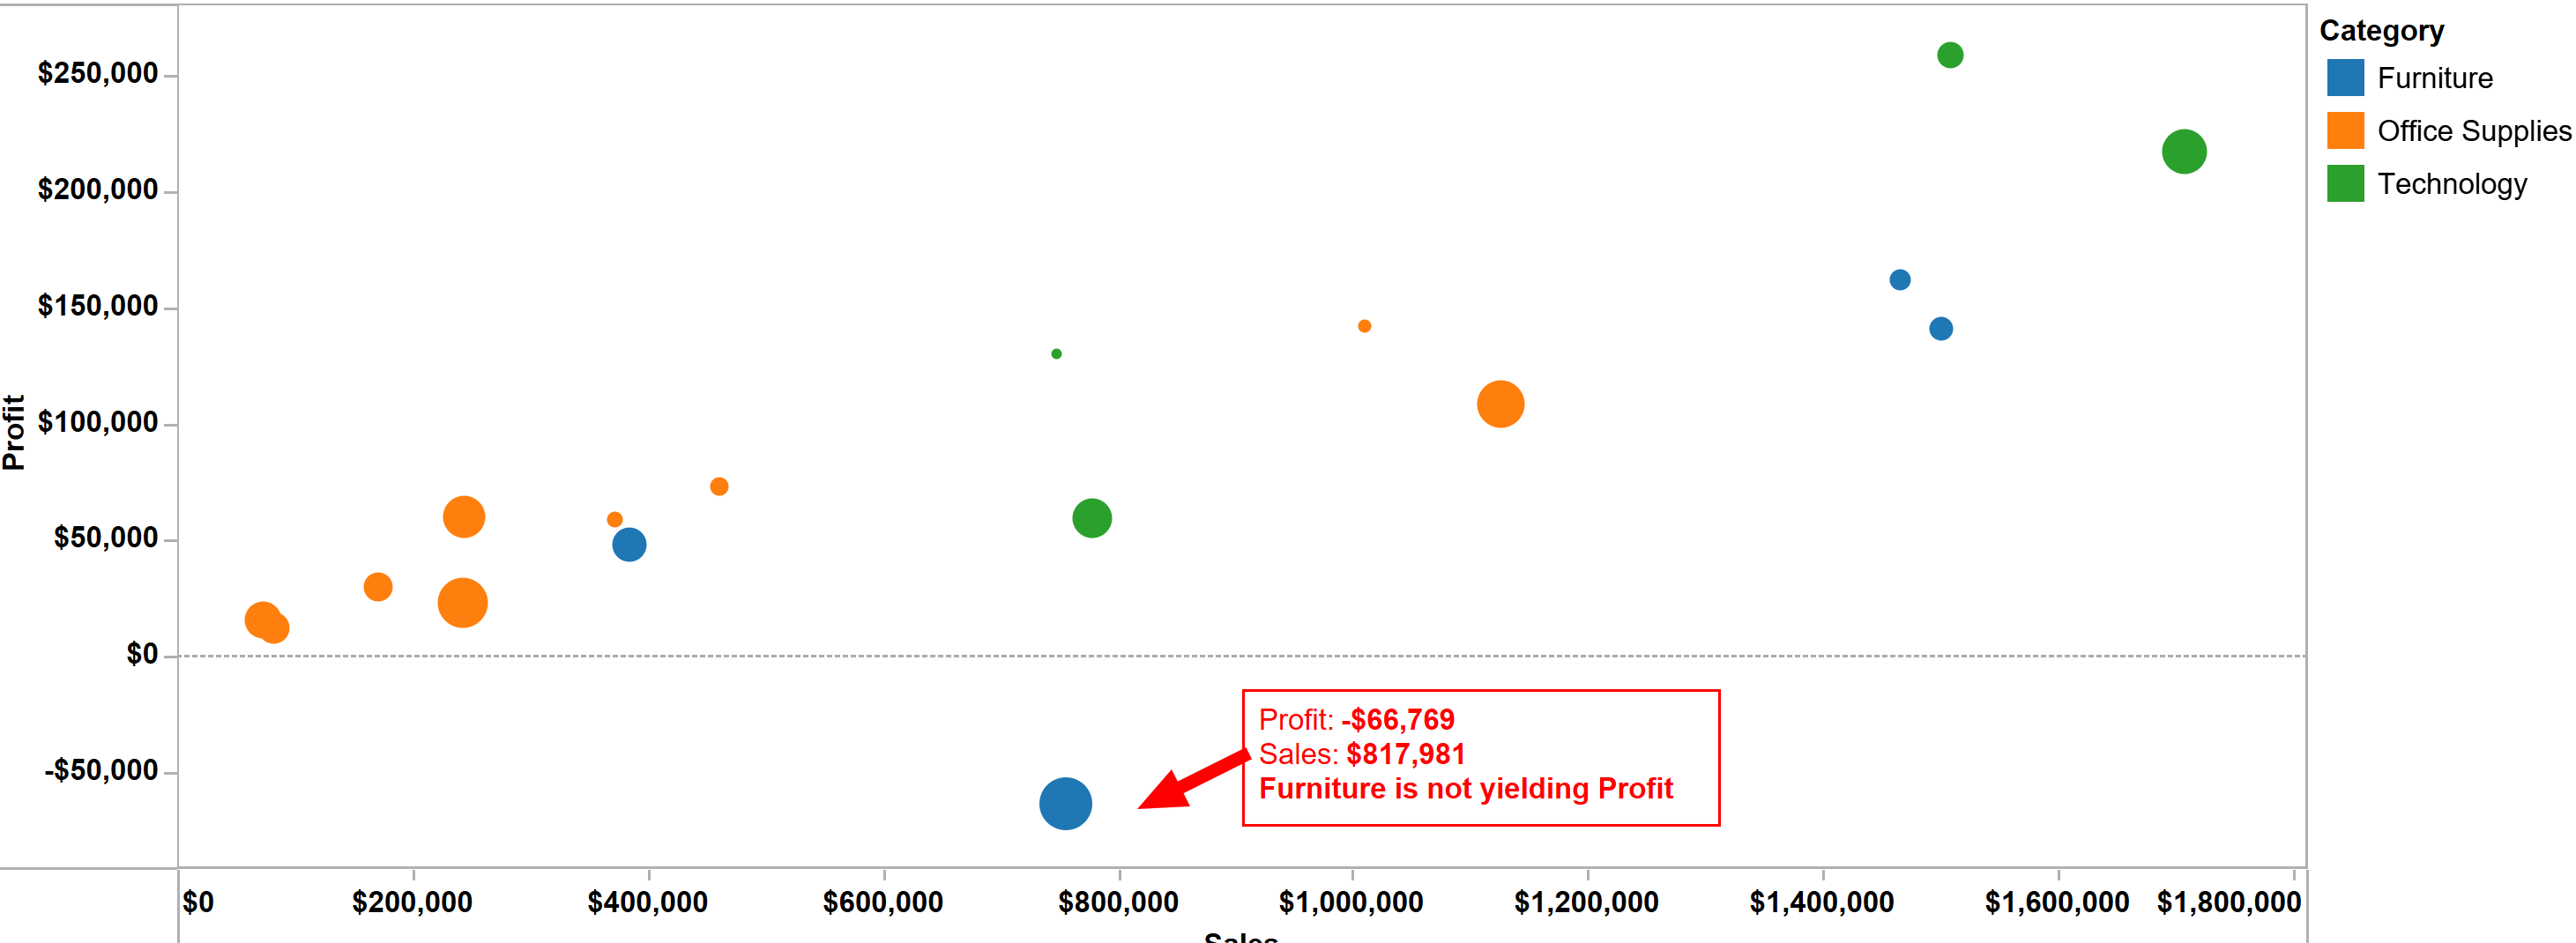 Category
Furniture
Office Supplies
Technology
Profit
$250,000
$200,000
$150,000
$100,000
$50,000
$0
-$50,000
Profit: -$66,769
Sales: $817,981
Furniture is not yielding Profit
$0 $200,000 $400,000 $600,000 $800,000 $1,000,000 $1,200,000 $1,400,000 $1,600,000 $1,800,000
Sales